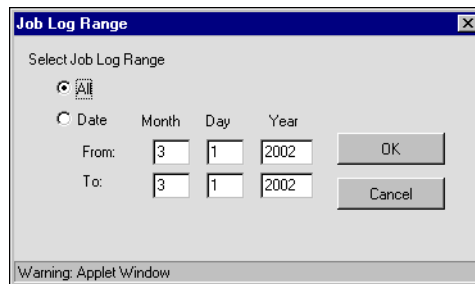 Job Log Range
Select Job Log Range
All
Date Month Day Year
From: 3 1 2002 OK
To: 3 1 2002 Cancel
Warning: Applet Window